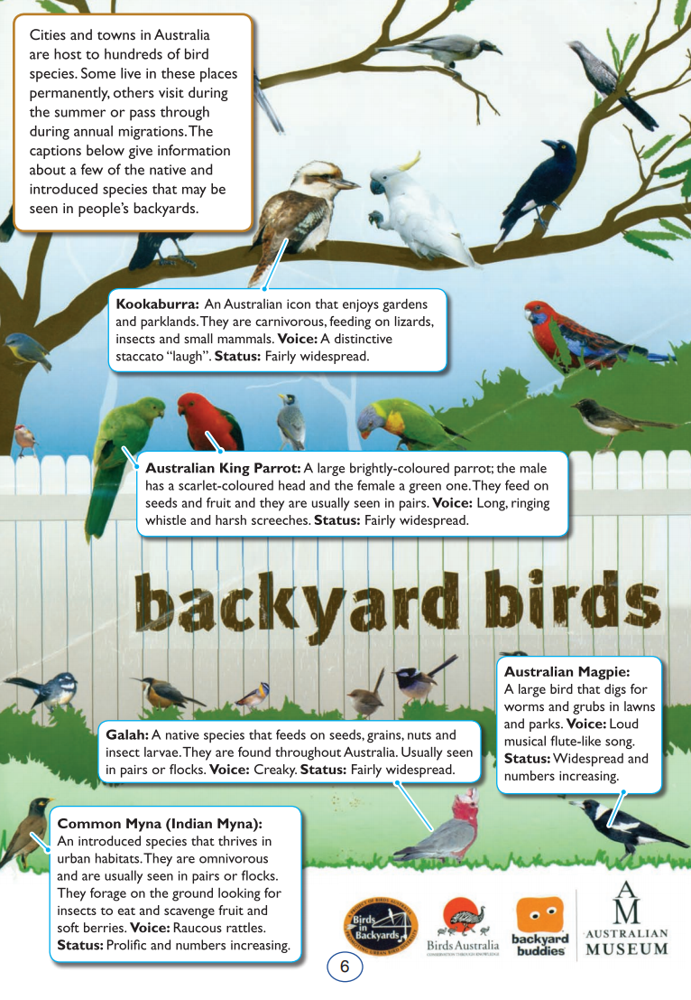 Cities and towns in Australia
are host to hundreds of bird
species. Some live in these places
permanently, others visit during
the summer or pass through
during annual migrations. The
captions below give information
about a few of the native and
introduced species that may be
seen in people's backyards.
Kookaburra: An Australian icon that enjoys gardens
and parklands. They are carnivorous, feeding on lizards,
insects and small mammals. Voice: A distinctive
staccato "laugh". Status: Fairly widespread.
Australian King Parrot: A large brightly-coloured parrot; the male
has a scarlet-coloured head and the female a green one. They feed on
seeds and fruit and they are usually seen in pairs. Voice: Long, ringing
whistle and harsh screeches. Status: Fairly widespread.
backyard birds
Australian Magpie:
A large bird that digs for
worms and grubs in lawns
and parks. Voice: Loud
musical flute-like song.
Status: Widespread and
numbers increasing.
Galah: A native species that feeds on seeds, grains, nuts and
insect larvae. They are found throughout Australia. Usually seen
in pairs or flocks. Voice: Creaky. Status: Fairly widespread.
Common Myna (Indian Myna):
An introduced species that thrives in
urban habitats. They are omnivorous
and are usually seen in pairs or flocks.
They forage on the ground looking for
insects to eat and scavenge fruit and
soft berries. Voice: Raucous rattles.
Status: Prolific and numbers increasing.
Birds
in
Backyards
Birds Australia
CONSERVATION THROUGH KNOWLEDGE
backyard
buddies
A
M
AUSTRALIAN
MUSEUM
6